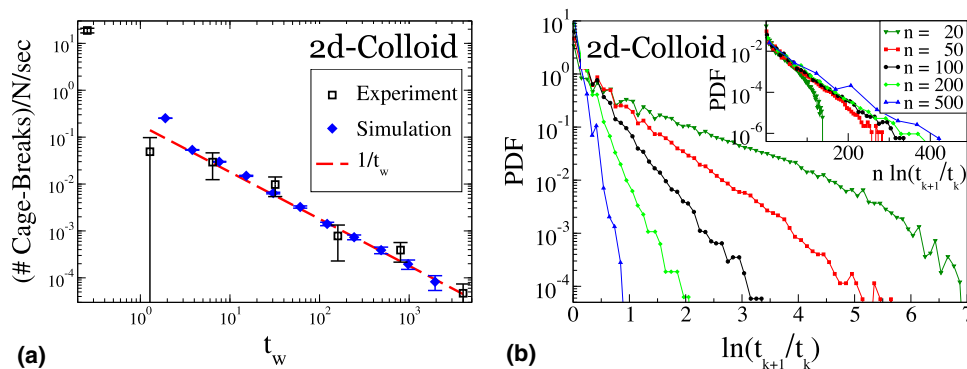 2d-Colloid
Experiment
Simulation
1/t_w
(# Cage-Breaks)/N/sec
10^1
10^0
10^-1
10^-2
10^-3
10^-4
10^0
10^1
10^2
10^3
t_w
(a)
2d-Colloid
n = 20
n = 50
n = 100
n = 200
n = 500
PDF
10^-2
10^-4
10^-6
200
400
n ln(t_{k+1}/t_k)
PDF
10^1
10^0
10^-1
10^-2
10^-3
10^-4
0
1
2
3
4
5
6
7
ln(t_{k+1}/t_k)
(b)